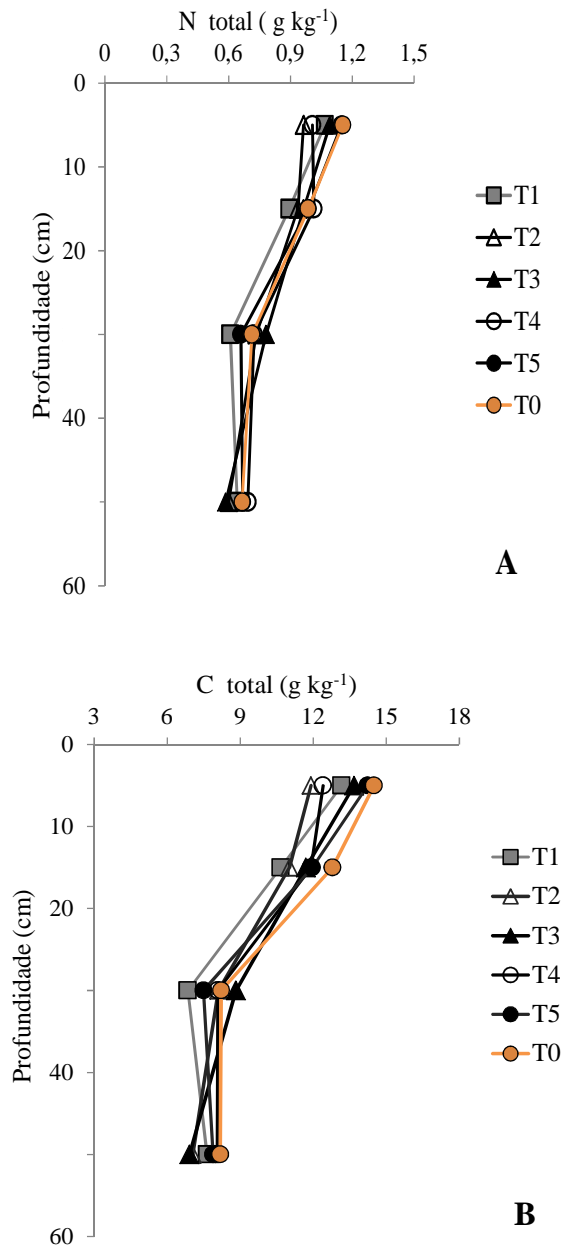 N total ( g kg-1)
0 0,3 0,6 0,9 1,2 1,5
0
10
20
40
60
Profundidade (cm)
T1
T2
T3
T4
T5
T0
A
C total (g kg-1)
3 6 9 12 15 18
0
10
20
40
60
Profundidade (cm)
T1
T2
T3
T4
T5
T0
B